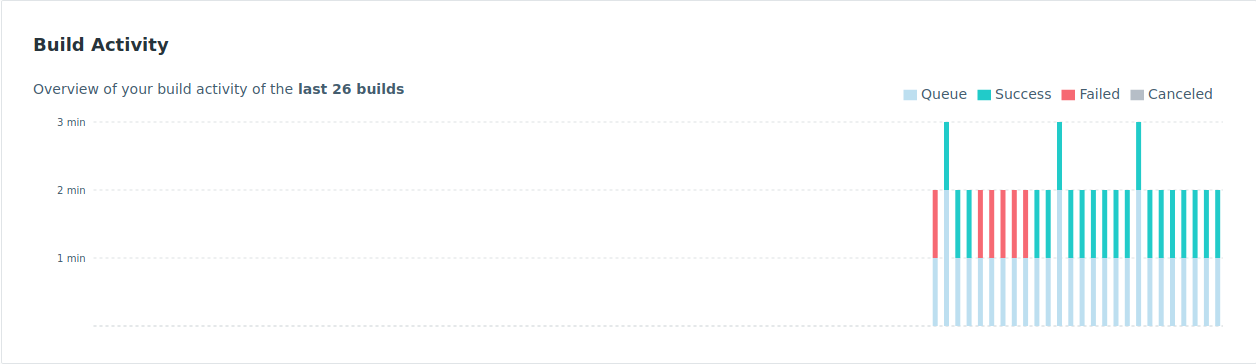 Build Activity
Overview of your build activity of the last 26 builds
Queue Success Failed Canceled
3 min
2 min
1 min